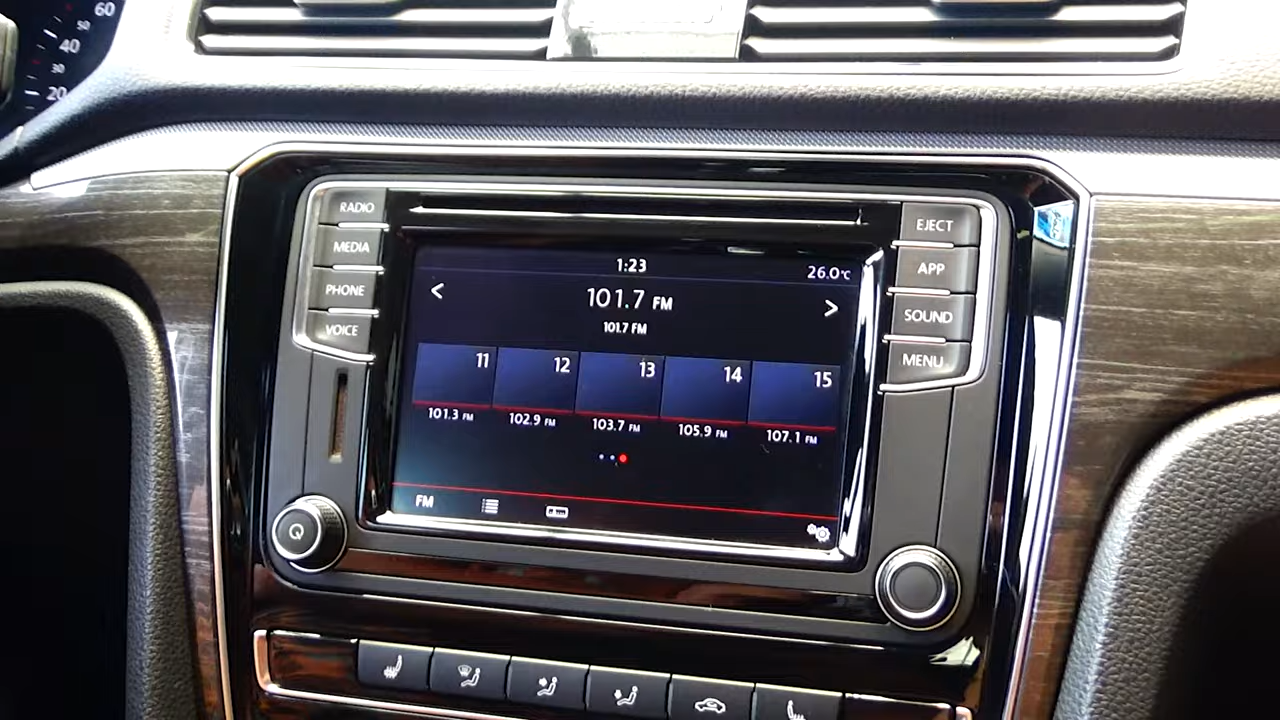 60
50
40
30
20
RADIO
MEDIA
PHONE
VOICE
EJECT
APP
SOUND
MENU
1:23
26.0°C
< 101.7 FM >
101.7 FM
11 12 13 14 15
101.3 FM 102.9 FM 103.7 FM 105.9 FM 107.1 FM
FM